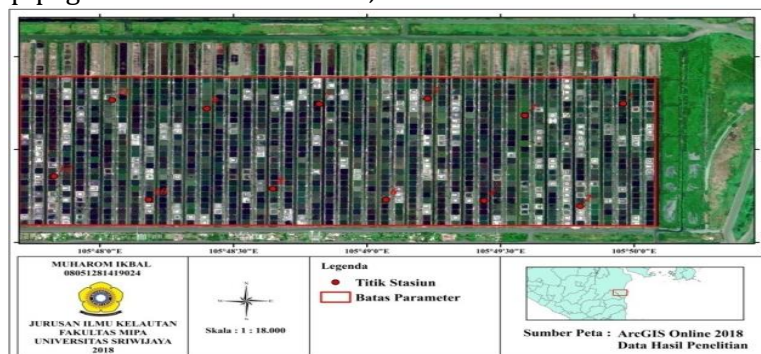 105°48'0"E 105°48'30"E 105°49'0"E 105°49'30"E 105°50'0"E
MUHAROM IKBAL
08051281419024
JURUSAN ILMU KELAUTAN
FAKULTAS MIPA
UNIVERSITAS SRIWIJAYA
2018
Skala : 1 : 18.000
Legenda
Titik Stasiun
Batas Parameter
Sumber Peta : ArcGIS Online 2018
Data Hasil Penelitian